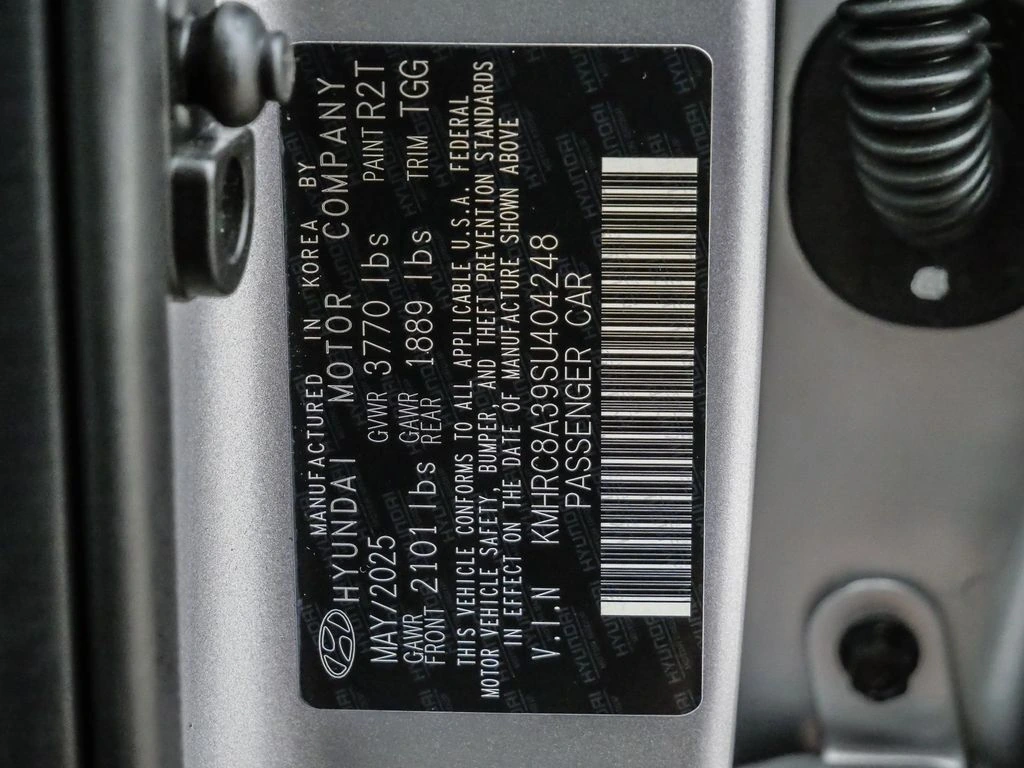 MANUFACTURED IN KOREA BY
HYUNDAI MOTOR COMPANY
MAY/2025 GVWR 3770 lbs PAINT R2T
GAWR FRONT 2101 lbs GAWR REAR 1889 lbs TRIM TGG
THIS VEHICLE CONFORMS TO ALL APPLICABLE U.S.A. FEDERAL
MOTOR VEHICLE SAFETY, BUMPER, AND THEFT PREVENTION STANDARDS
IN EFFECT ON THE DATE OF MANUFACTURE SHOWN ABOVE
V.I.N KMHRC8A39SU404248
PASSENGER CAR